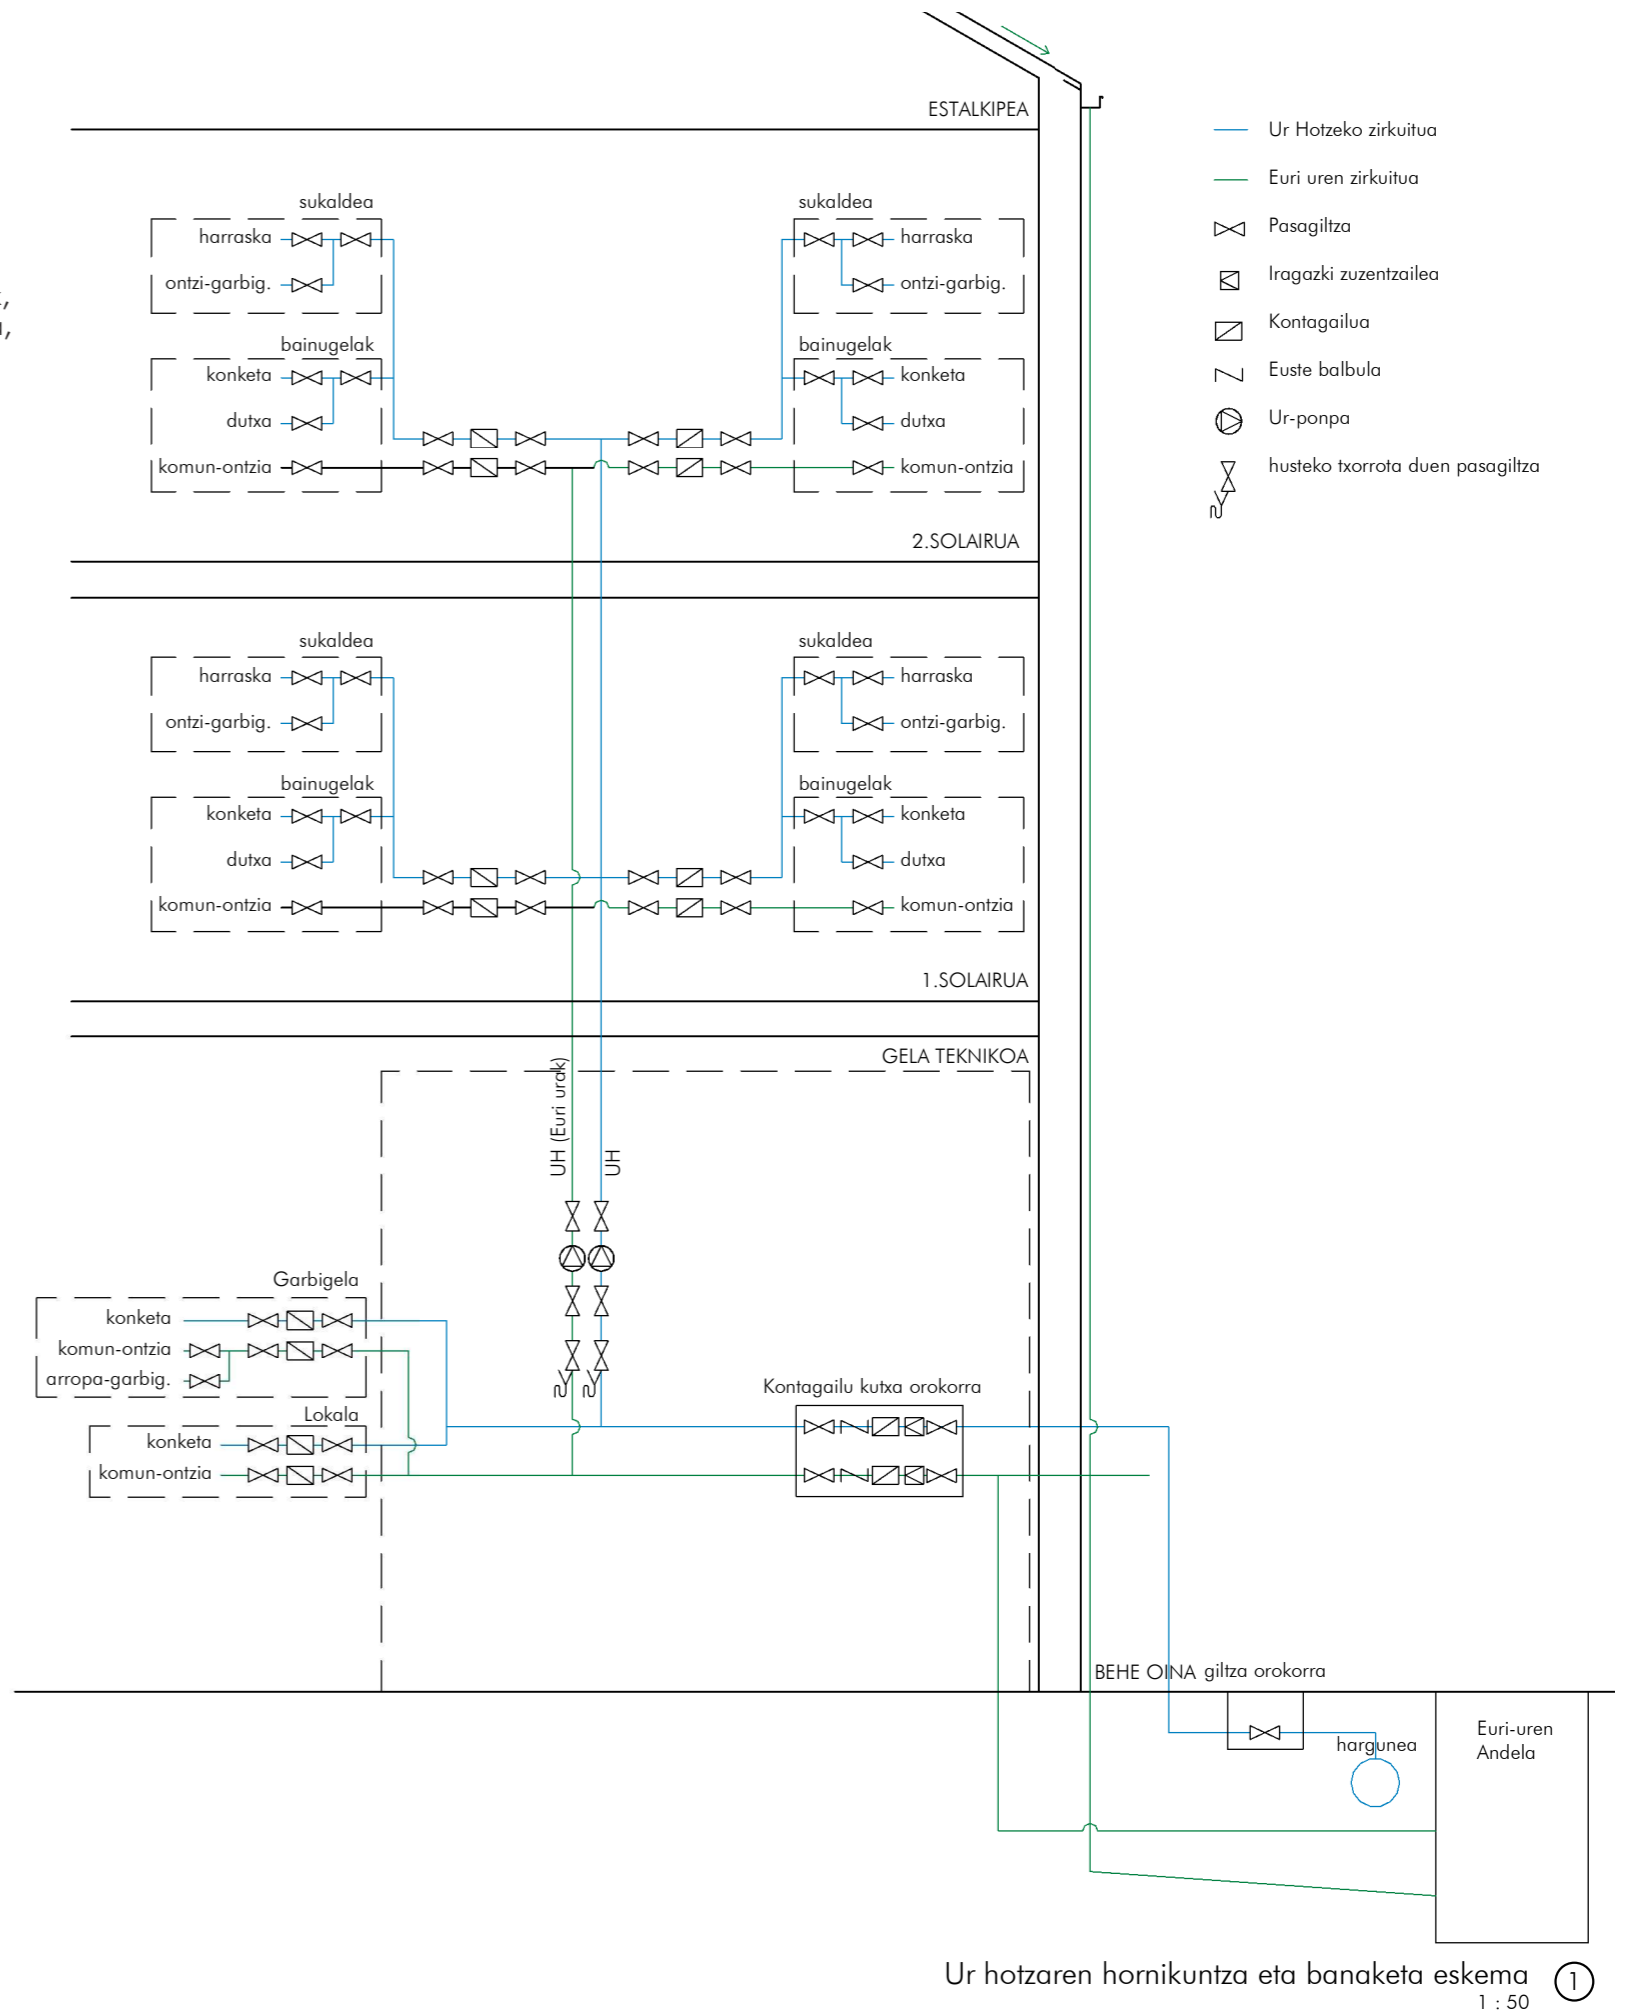 ESTALKIPEA
Ur Hotzeko zirkuitua
Euri uren zirkuitua
Pasagiltza
Iragazki zuzentzailea
Kontagailua
Euste balbula
Ur-ponpa
husteko txorrota duen pasagiltza
sukaldea
harraska
ontzi-garbig.
bainugelak
konketa
dutxa
komun-ontzia
sukaldea
harraska
ontzi-garbig.
bainugelak
konketa
dutxa
komun-ontzia
2.SOLAIRUA
sukaldea
harraska
ontzi-garbig.
bainugelak
konketa
dutxa
komun-ontzia
sukaldea
harraska
ontzi-garbig.
bainugelak
konketa
dutxa
komun-ontzia
1.SOLAIRUA
GELA TEKNIKOA
UH (Euri urak)
UH
Garbigela
konketa
komun-ontzia
arropa-garbig.
Lokala
konketa
komun-ontzia
Kontagailu kutxa orokorra
BEHE OINA
giltza orokorra
hargunea
Euri-uren
Andela
Ur hotzaren hornikuntza eta banaketa eskema
1
1 : 50